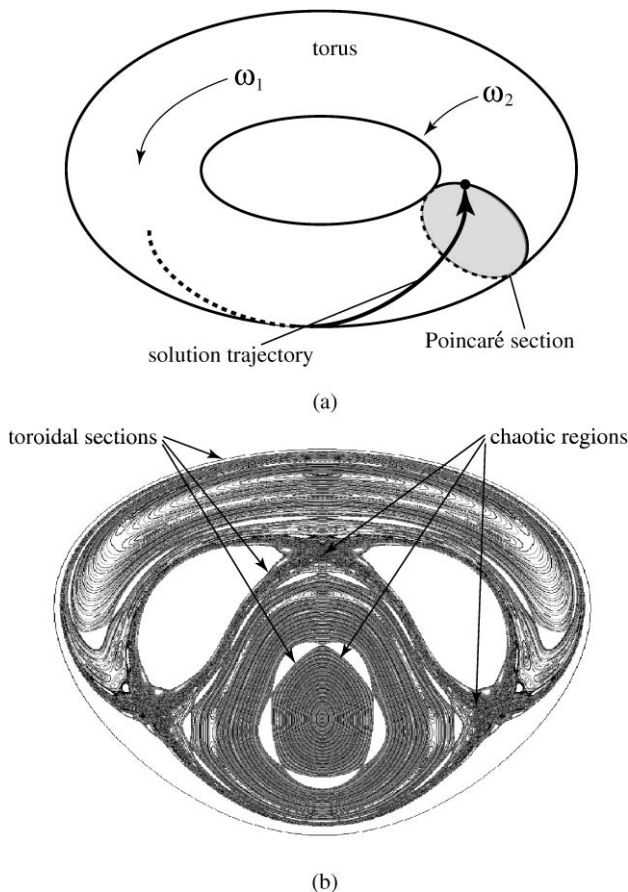 torus
ω1
ω2
solution trajectory
Poincaré section
(a)
toroidal sections
chaotic regions
(b)